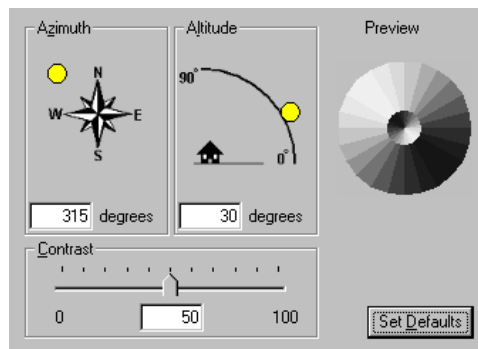 Azimuth
N
W E
S
315 degrees
Altitude
90°
0°
30 degrees
Preview
Contrast
0 50 100
Set Defaults